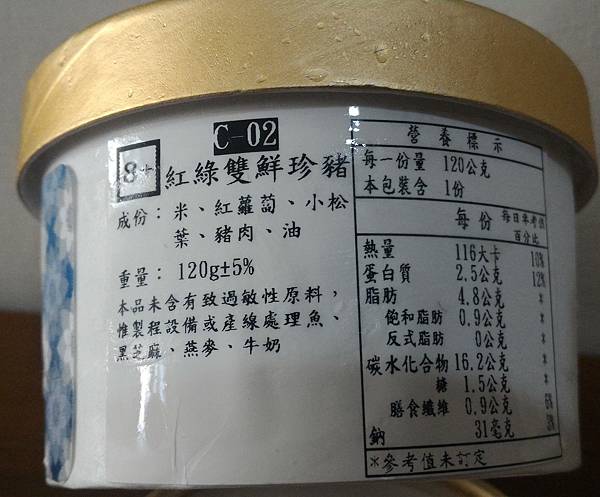 C-02
8+ 紅綠雙鮮珍豬
成份：米、紅蘿蔔、小松
葉、豬肉、油
重量：120g±5%
本品未含有致過敏性原料，
惟製程設備或產線處理魚、
黑芝麻、燕麥、牛奶
營養標示
每一份量 120公克
本包裝含 1份
每份 每日參考值
百分比
熱量 116大卡 10%
蛋白質 2.5公克 12%
脂肪 4.8公克 *
飽和脂肪 0.9公克 *
反式脂肪 0公克 *
碳水化合物 16.2公克 *
糖 1.5公克 *
膳食纖維 0.9公克 6%
鈉 31毫克 3%
*參考值未訂定